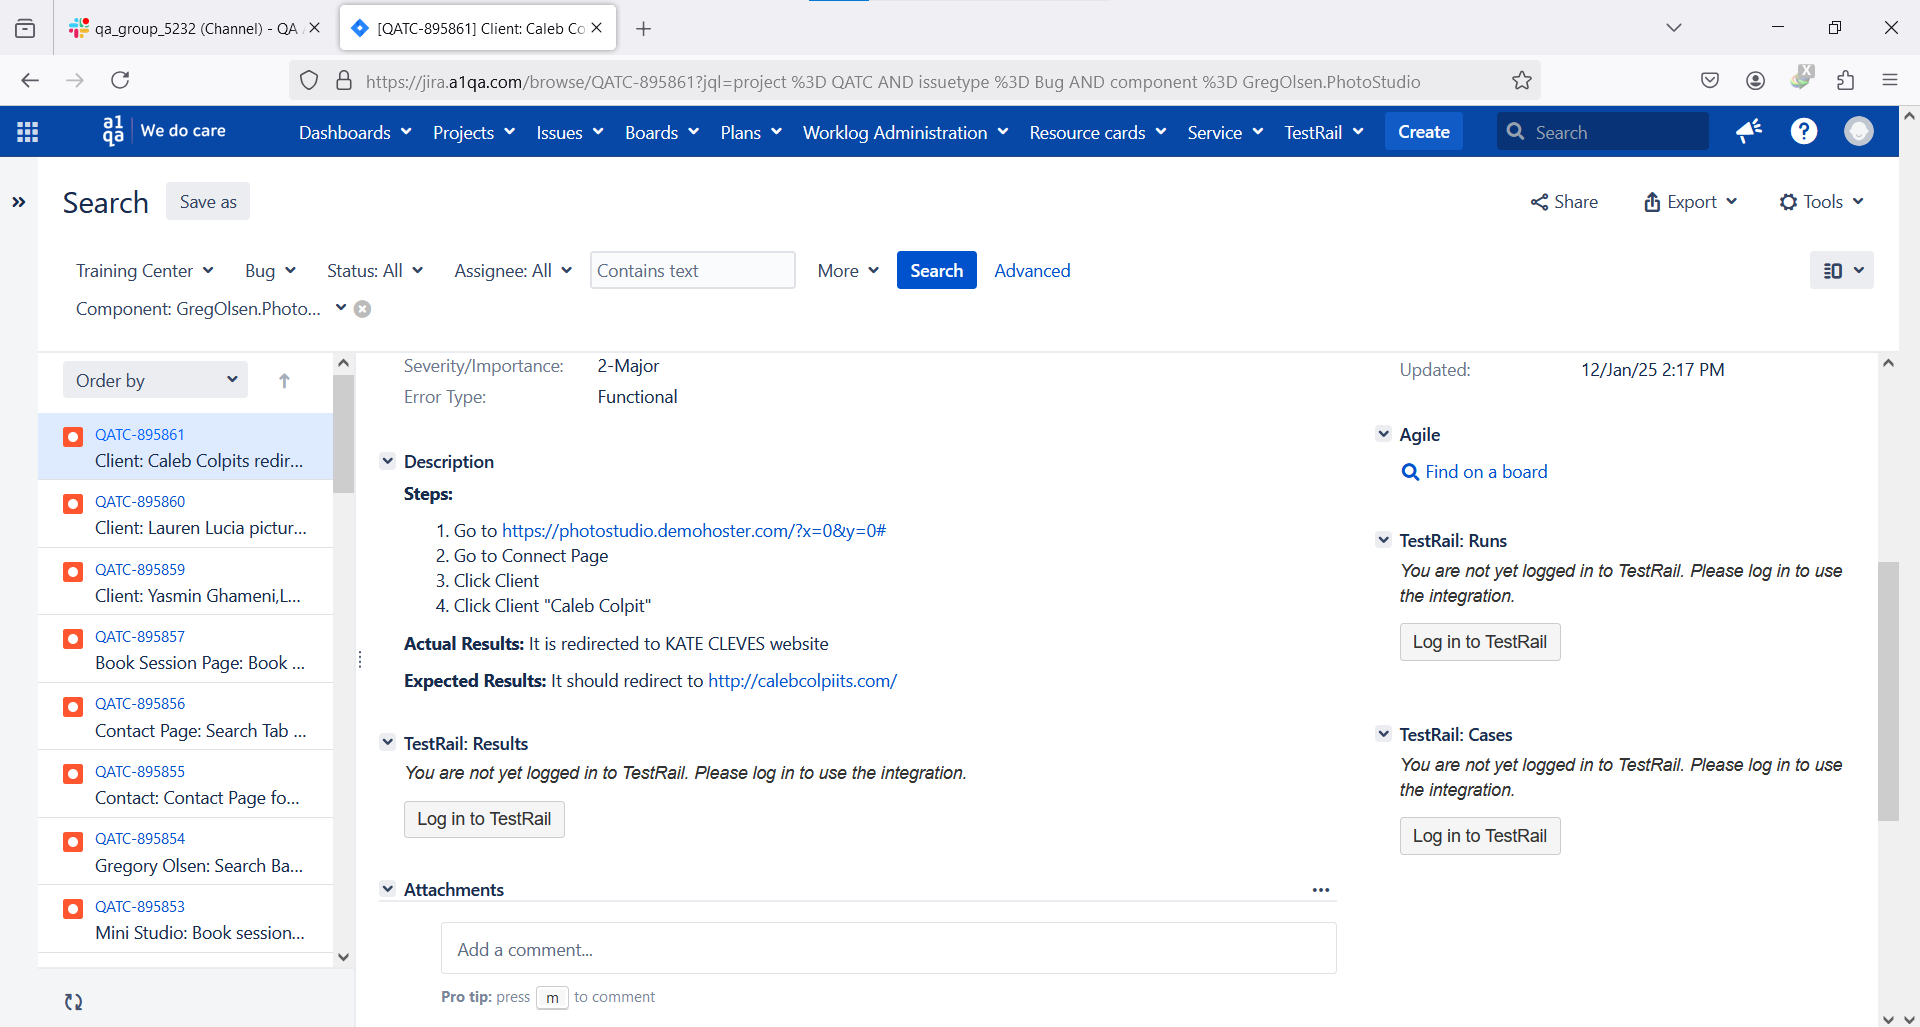 qa_group_5232 (Channel) - QA
[QATC-895861] Client: Caleb Co
https://jira.a1qa.com/browse/QATC-895861?jql=project %3D QATC AND issuetype %3D Bug AND component %3D GregOlsen.PhotoStudio
X
a1qa We do care
Dashboards Projects Issues Boards Plans Worklog Administration Resource cards Service TestRail Create Search
Search Save as
Share Export Tools
Training Center Bug Status: All Assignee: All Contains text More Search Advanced
Component: GregOlsen.Photo...
Order by
QATC-895861
Client: Caleb Colpits redir...
QATC-895860
Client: Lauren Lucia pictur...
QATC-895859
Client: Yasmin Ghameni,L...
QATC-895857
Book Session Page: Book ...
QATC-895856
Contact Page: Search Tab ...
QATC-895855
Contact: Contact Page fo...
QATC-895854
Gregory Olsen: Search Ba...
QATC-895853
Mini Studio: Book session...
Severity/Importance: 2-Major
Error Type: Functional
Description
Steps:
1. Go to https://photostudio.demohoster.com/?x=0&y=0#
2. Go to Connect Page
3. Click Client
4. Click Client "Caleb Colpit"
Actual Results: It is redirected to KATE CLEVES website
Expected Results: It should redirect to http://calebcolpiits.com/
TestRail: Results
You are not yet logged in to TestRail. Please log in to use the integration.
Log in to TestRail
Attachments
Add a comment...
Pro tip: press m to comment
Updated: 12/Jan/25 2:17 PM
Agile
Find on a board
TestRail: Runs
You are not yet logged in to TestRail. Please log in to use
the integration.
Log in to TestRail
TestRail: Cases
You are not yet logged in to TestRail. Please log in to use
the integration.
Log in to TestRail